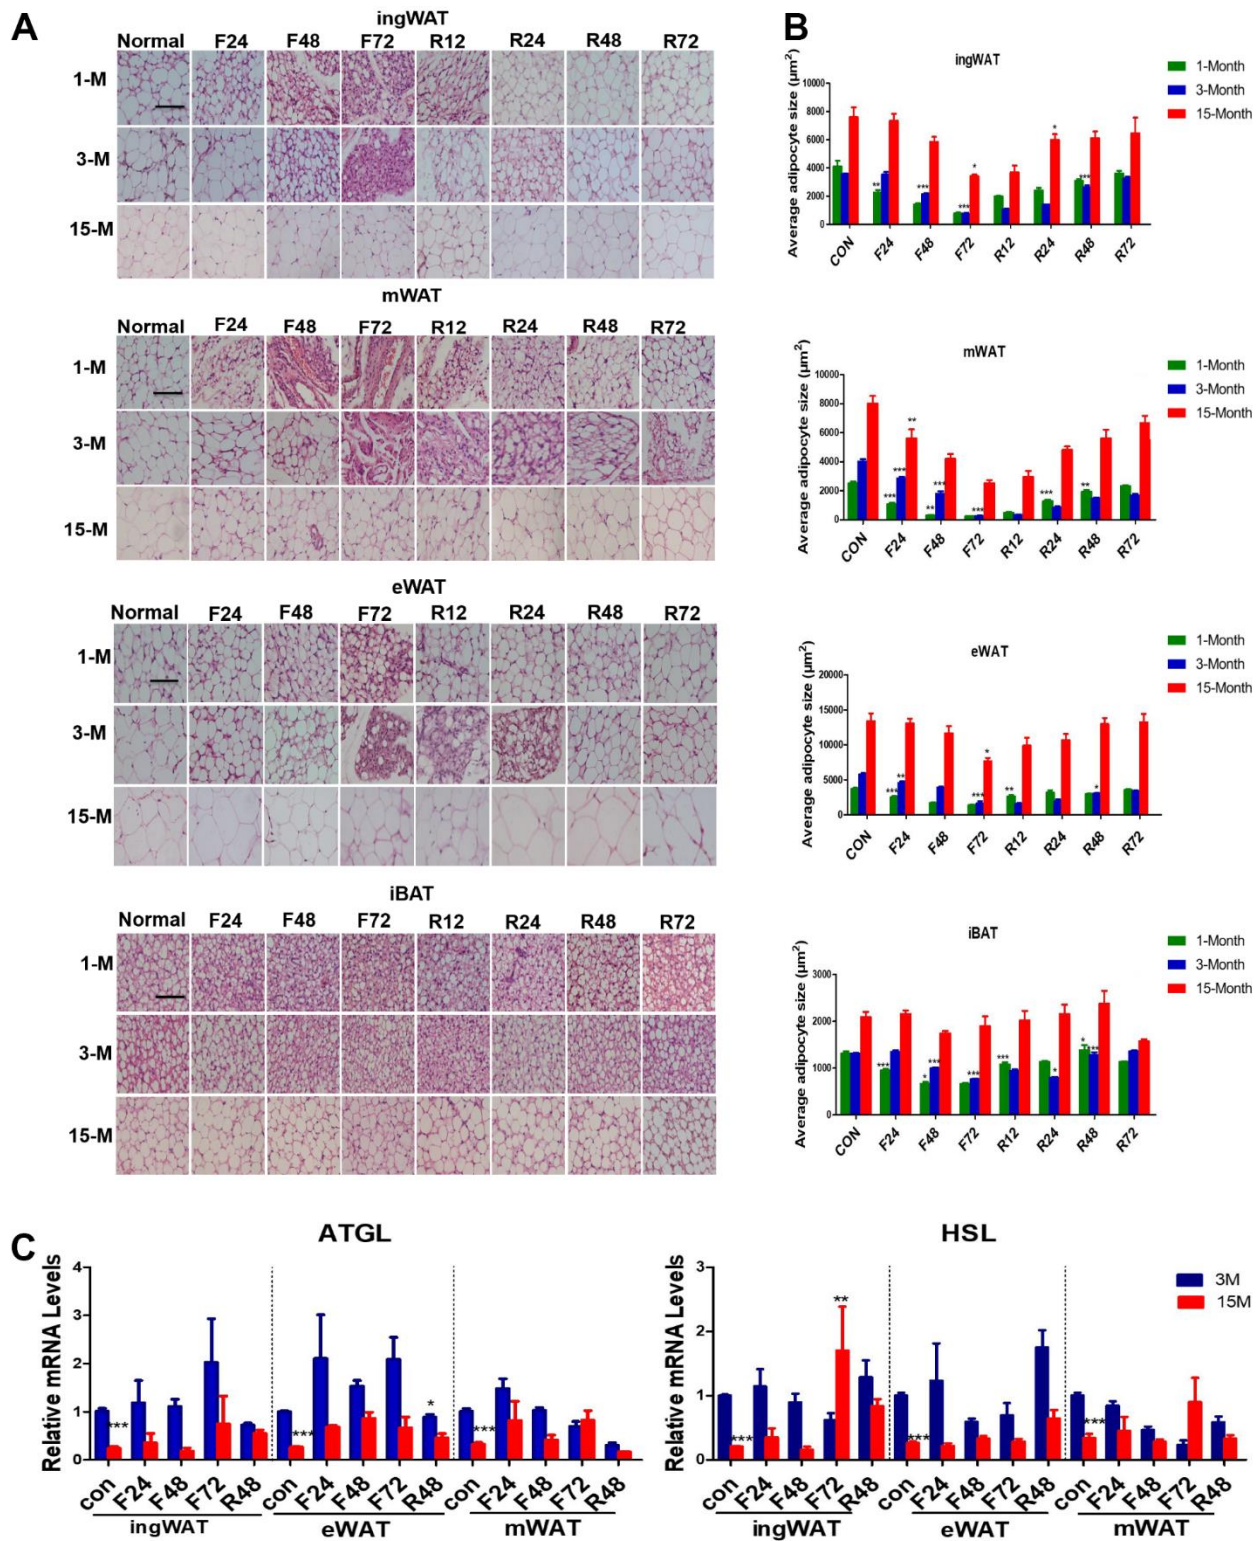 A
ingWAT
Normal F24 F48 F72 R12 R24 R48 R72
1-M
3-M
15-M
mWAT
Normal F24 F48 F72 R12 R24 R48 R72
1-M
3-M
15-M
eWAT
Normal F24 F48 F72 R12 R24 R48 R72
1-M
3-M
15-M
iBAT
Normal F24 F48 F72 R12 R24 R48 R72
1-M
3-M
15-M
B
ingWAT
1-Month
3-Month
15-Month
Average adipocyte size (µm²)
10000
8000
6000
4000
2000
0
** *** *** * * ***
CON F24 F48 F72 R12 R24 R48 R72
mWAT
1-Month
3-Month
15-Month
Average adipocyte size (µm²)
10000
8000
6000
4000
2000
0
*** *** ** ** *** *** *** **
CON F24 F48 F72 R12 R24 R48 R72
eWAT
1-Month
3-Month
15-Month
Average adipocyte size (µm²)
20000
15000
10000
5000
0
*** ** *** * ** *
CON F24 F48 F72 R12 R24 R48 R72
iBAT
1-Month
3-Month
15-Month
Average adipocyte size (µm²)
3000
2000
1000
0
*** * *** *** *** * * ***
CON F24 F48 F72 R12 R24 R48 R72
C
ATGL
Relative mRNA Levels
4
3
2
1
0
*** *** * ***
con F24 F48 F72 R48 con F24 F48 F72 R48 con F24 F48 F72 R48
ingWAT eWAT mWAT
HSL
3M
15M
Relative mRNA Levels
3
2
1
0
*** ** *** ***
con F24 F48 F72 R48 con F24 F48 F72 R48 con F24 F48 F72 R48
ingWAT eWAT mWAT